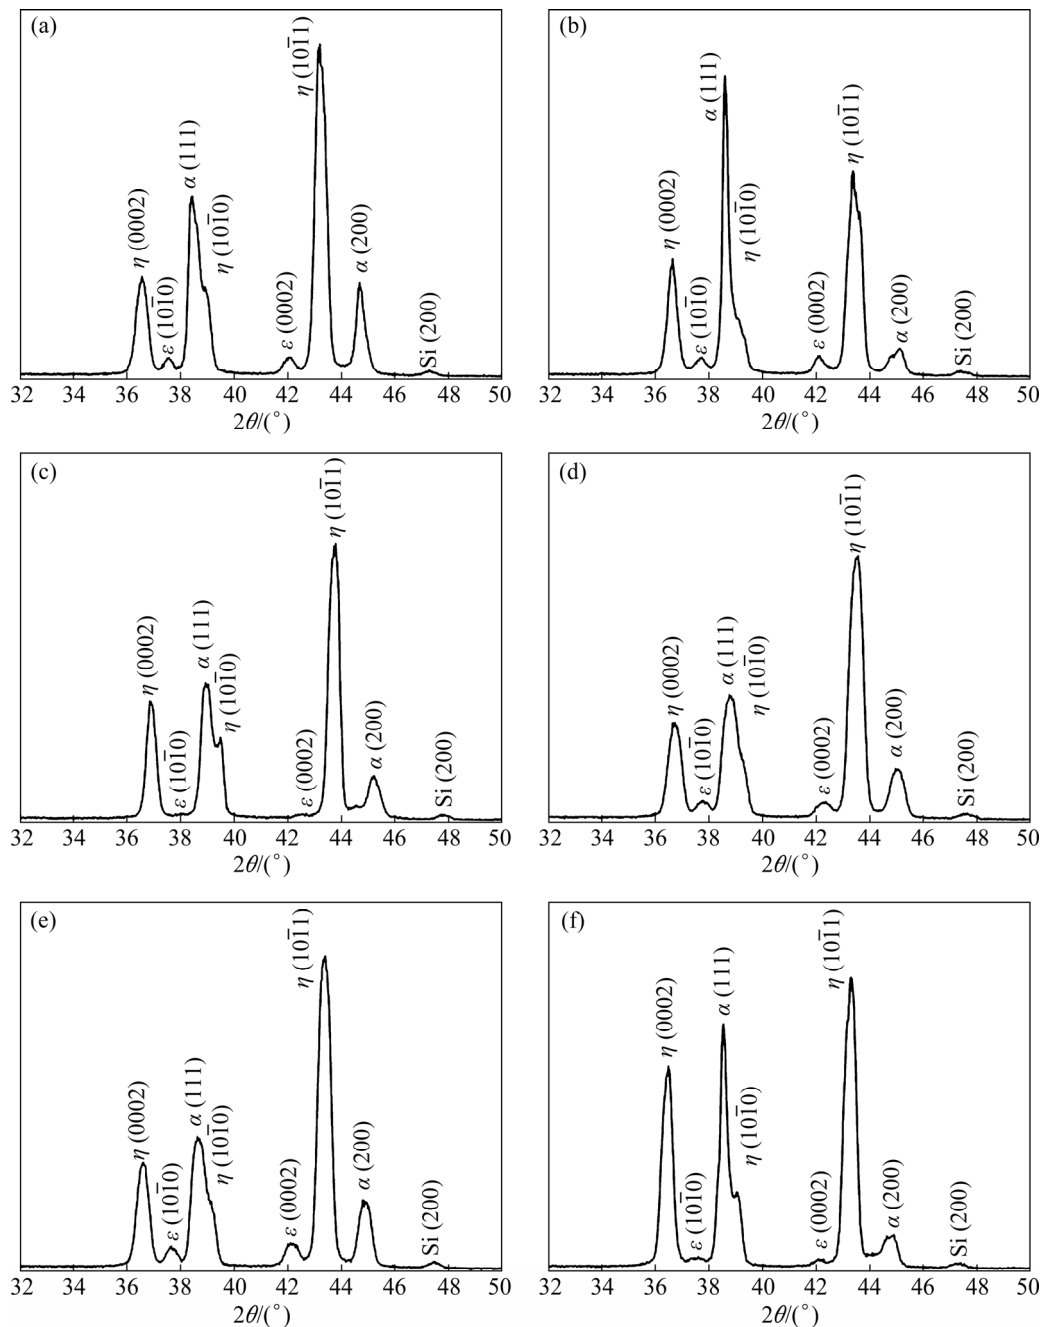 (a)
η (0002)
ε (101̅0)
α (111)
η (101̅0)
ε (0002)
η (101̅1)
α (200)
Si (200)
32 34 36 38 40 42 44 46 48 50
2θ/(°)
(b)
η (0002)
ε (101̅0)
α (111)
η (101̅0)
ε (0002)
η (101̅1)
α (200)
Si (200)
32 34 36 38 40 42 44 46 48 50
2θ/(°)
(c)
η (0002)
ε (101̅0)
α (111)
η (101̅0)
ε (0002)
η (101̅1)
α (200)
Si (200)
32 34 36 38 40 42 44 46 48 50
2θ/(°)
(d)
η (0002)
ε (101̅0)
α (111)
η (101̅0)
ε (0002)
η (101̅1)
α (200)
Si (200)
32 34 36 38 40 42 44 46 48 50
2θ/(°)
(e)
η (0002)
ε (101̅0)
α (111)
η (101̅0)
ε (0002)
η (101̅1)
α (200)
Si (200)
32 34 36 38 40 42 44 46 48 50
2θ/(°)
(f)
η (0002)
ε (101̅0)
α (111)
η (101̅0)
ε (0002)
η (101̅1)
α (200)
Si (200)
32 34 36 38 40 42 44 46 48 50
2θ/(°)